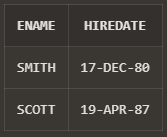 ENAME HIREDATE
SMITH 17-DEC-80
SCOTT 19-APR-87